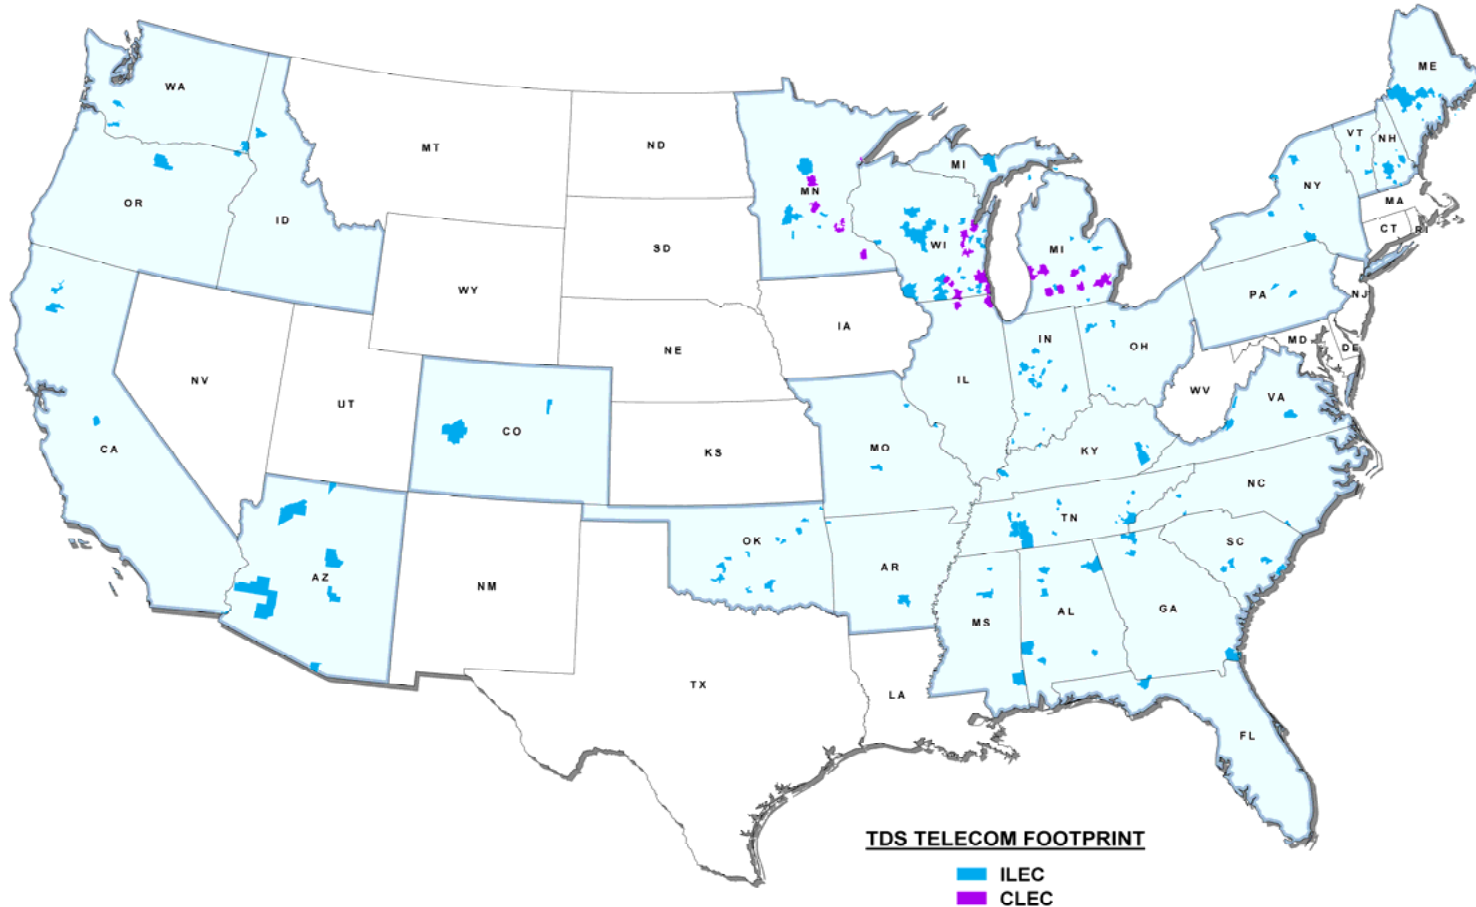 WA
ME
MT
ND
VT
NH
MI
MN
NY
OR
MA
ID
SD
CT
RI
WI
MI
WY
PA
NJ
IA
IN
OH
MD
DE
NE
NV
IL
WV
UT
VA
CO
CA
MO
KY
KS
NC
TN
OK
SC
AZ
AR
NM
GA
AL
MS
TX
LA
FL
TDS TELECOM FOOTPRINT
ILEC
CLEC